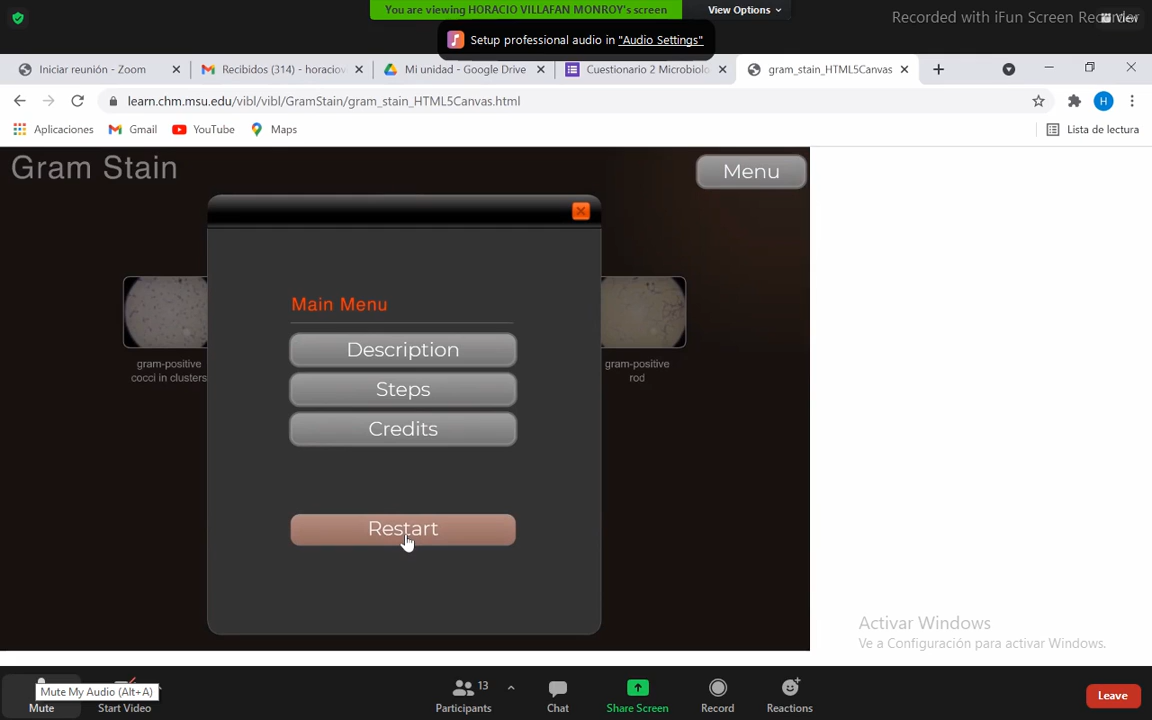 You are viewing HORACIO VILLAFAN MONROY's screen
View Options
Recorded with iFun Screen Recorder
View
Setup professional audio in "Audio Settings"
Iniciar reunión - Zoom
Recibidos (314) - horaciov
Mi unidad - Google Drive
Cuestionario 2 Microbiolo
gram_stain_HTML5Canvas
learn.chm.msu.edu/vibl/vibl/GramStain/gram_stain_HTML5Canvas.html
H
Aplicaciones
Gmail
YouTube
Maps
Lista de lectura
Gram Stain
Menu
Main Menu
Description
Steps
Credits
Restart
gram-positive
cocci in clusters
gram-positive
rod
Activar Windows
Ve a Configuración para activar Windows.
Mute My Audio (Alt+A)
Mute
Start Video
13
Participants
Chat
Share Screen
Record
Reactions
Leave